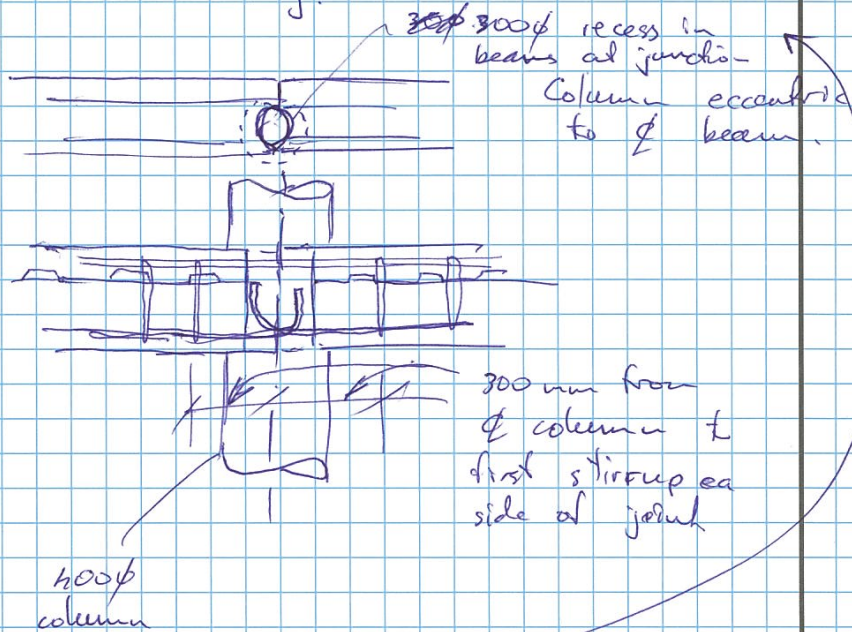 300ϕ recess in
beams at junction
Column eccentric
to ℄ beam.
300 mm from
℄ column to
first stirrup ea
side of joint
400ϕ
column